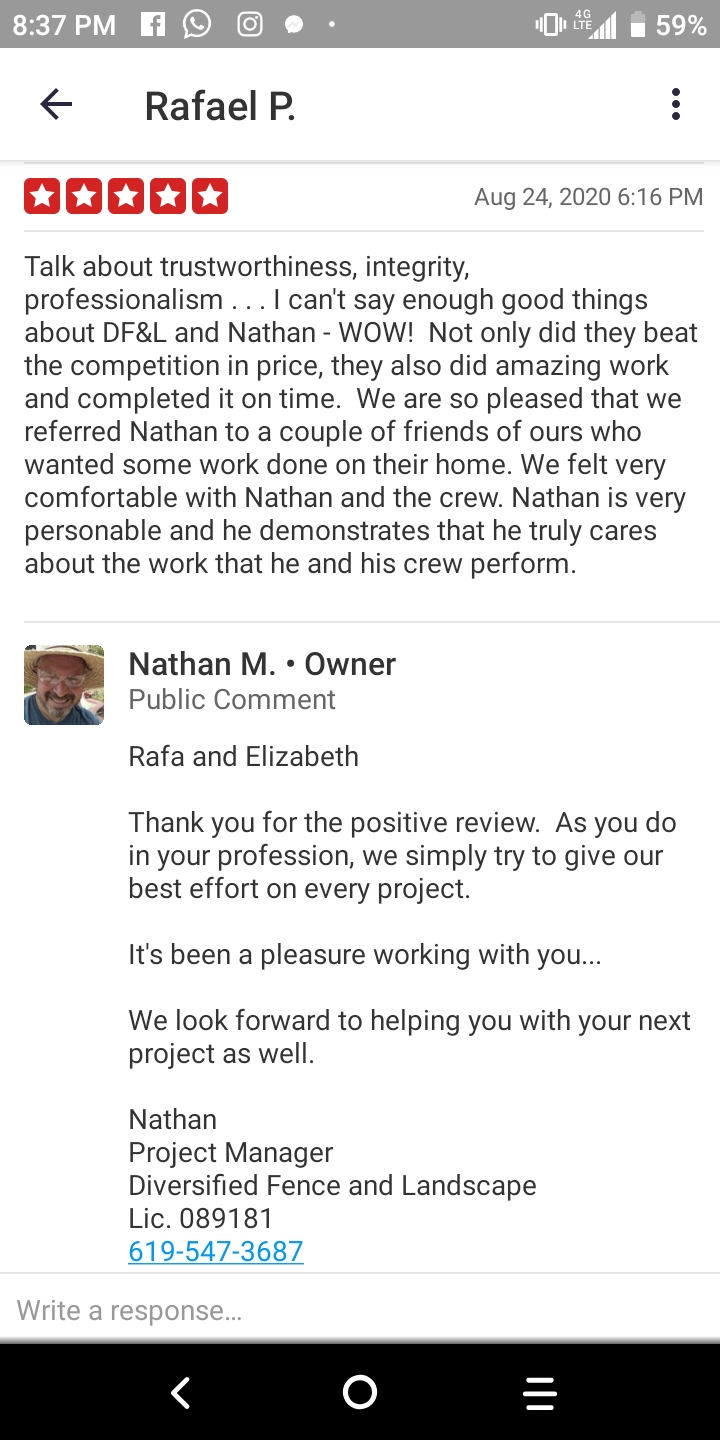 8:37 PM 4G LTE 59%
Rafael P.
Aug 24, 2020 6:16 PM
Talk about trustworthiness, integrity,
professionalism . . . I can't say enough good things
about DF&L and Nathan - WOW!  Not only did they beat
the competition in price, they also did amazing work
and completed it on time.  We are so pleased that we
referred Nathan to a couple of friends of ours who
wanted some work done on their home. We felt very
comfortable with Nathan and the crew. Nathan is very
personable and he demonstrates that he truly cares
about the work that he and his crew perform.
Nathan M. • Owner
Public Comment
Rafa and Elizabeth
Thank you for the positive review.  As you do
in your profession, we simply try to give our
best effort on every project.
It's been a pleasure working with you...
We look forward to helping you with your next
project as well.
Nathan
Project Manager
Diversified Fence and Landscape
Lic. 089181
619-547-3687
Write a response...